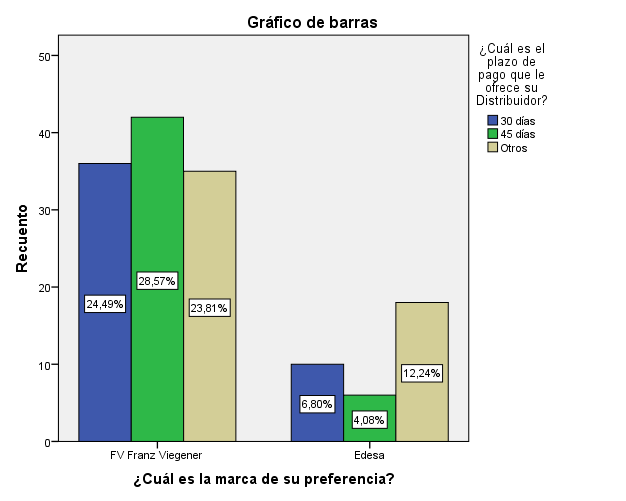 Gráfico de barras
¿Cuál es el
plazo de
pago que le
ofrece su
Distribuidor?
30 días
45 días
Otros
Recuento
50
40
30
20
10
0
24,49%
28,57%
23,81%
6,80%
4,08%
12,24%
FV Franz Viegener
Edesa
¿Cuál es la marca de su preferencia?